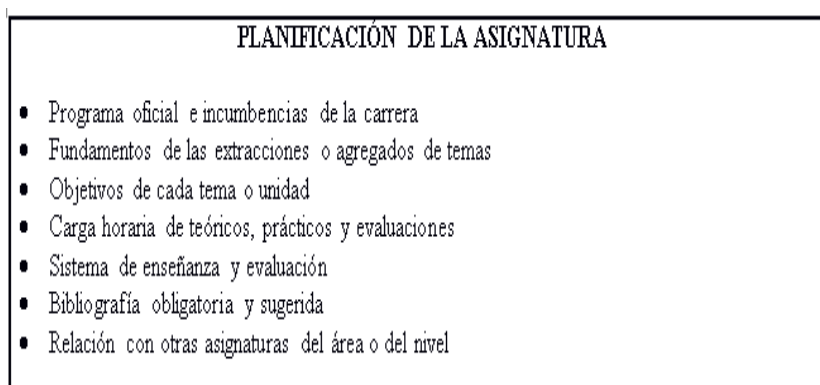 PLANIFICACIÓN DE LA ASIGNATURA
• Programa oficial e incumbencias de la carrera
• Fundamentos de las extracciones o agregados de temas
• Objetivos de cada tema o unidad
• Carga horaria de teóricos, prácticos y evaluaciones
• Sistema de enseñanza y evaluación
• Bibliografía obligatoria y sugerida
• Relación con otras asignaturas del área o del nivel